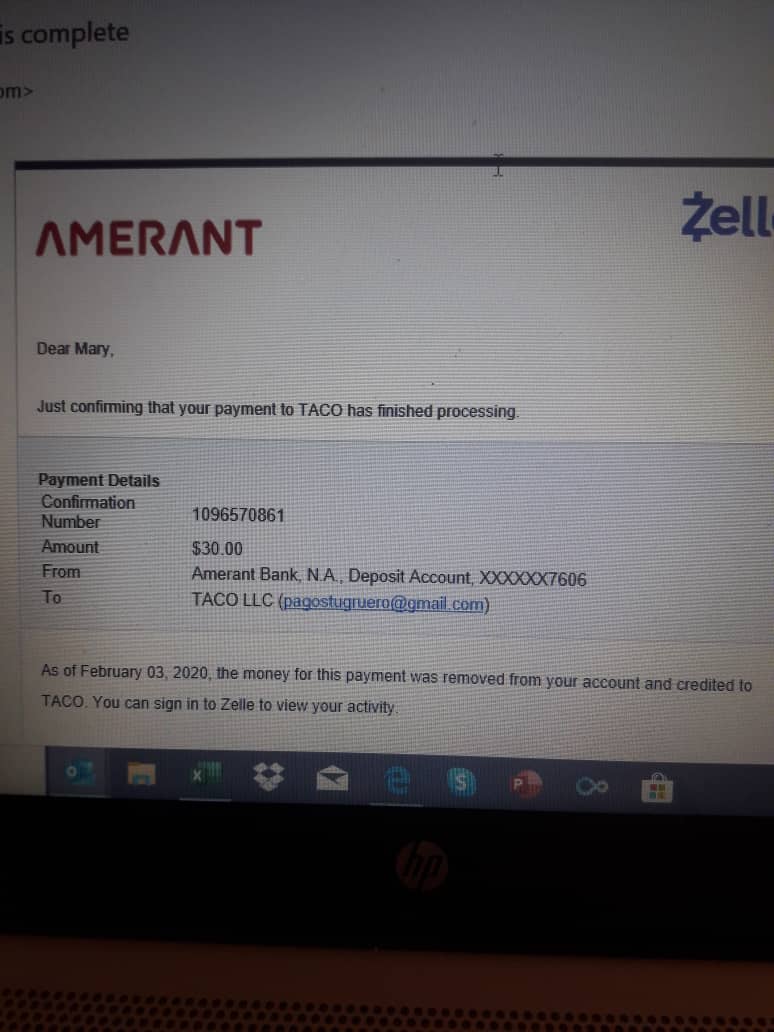 is complete
om>
AMERANT
Zell
Dear Mary,
Just confirming that your payment to TACO has finished processing.
Payment Details
Confirmation
Number
1096570861
Amount
$30.00
From
Amerant Bank, N.A., Deposit Account, XXXXXX7606
To
TACO LLC (pagostugruero@gmail.com)
As of February 03, 2020, the money for this payment was removed from your account and credited to
TACO. You can sign in to Zelle to view your activity.
hp